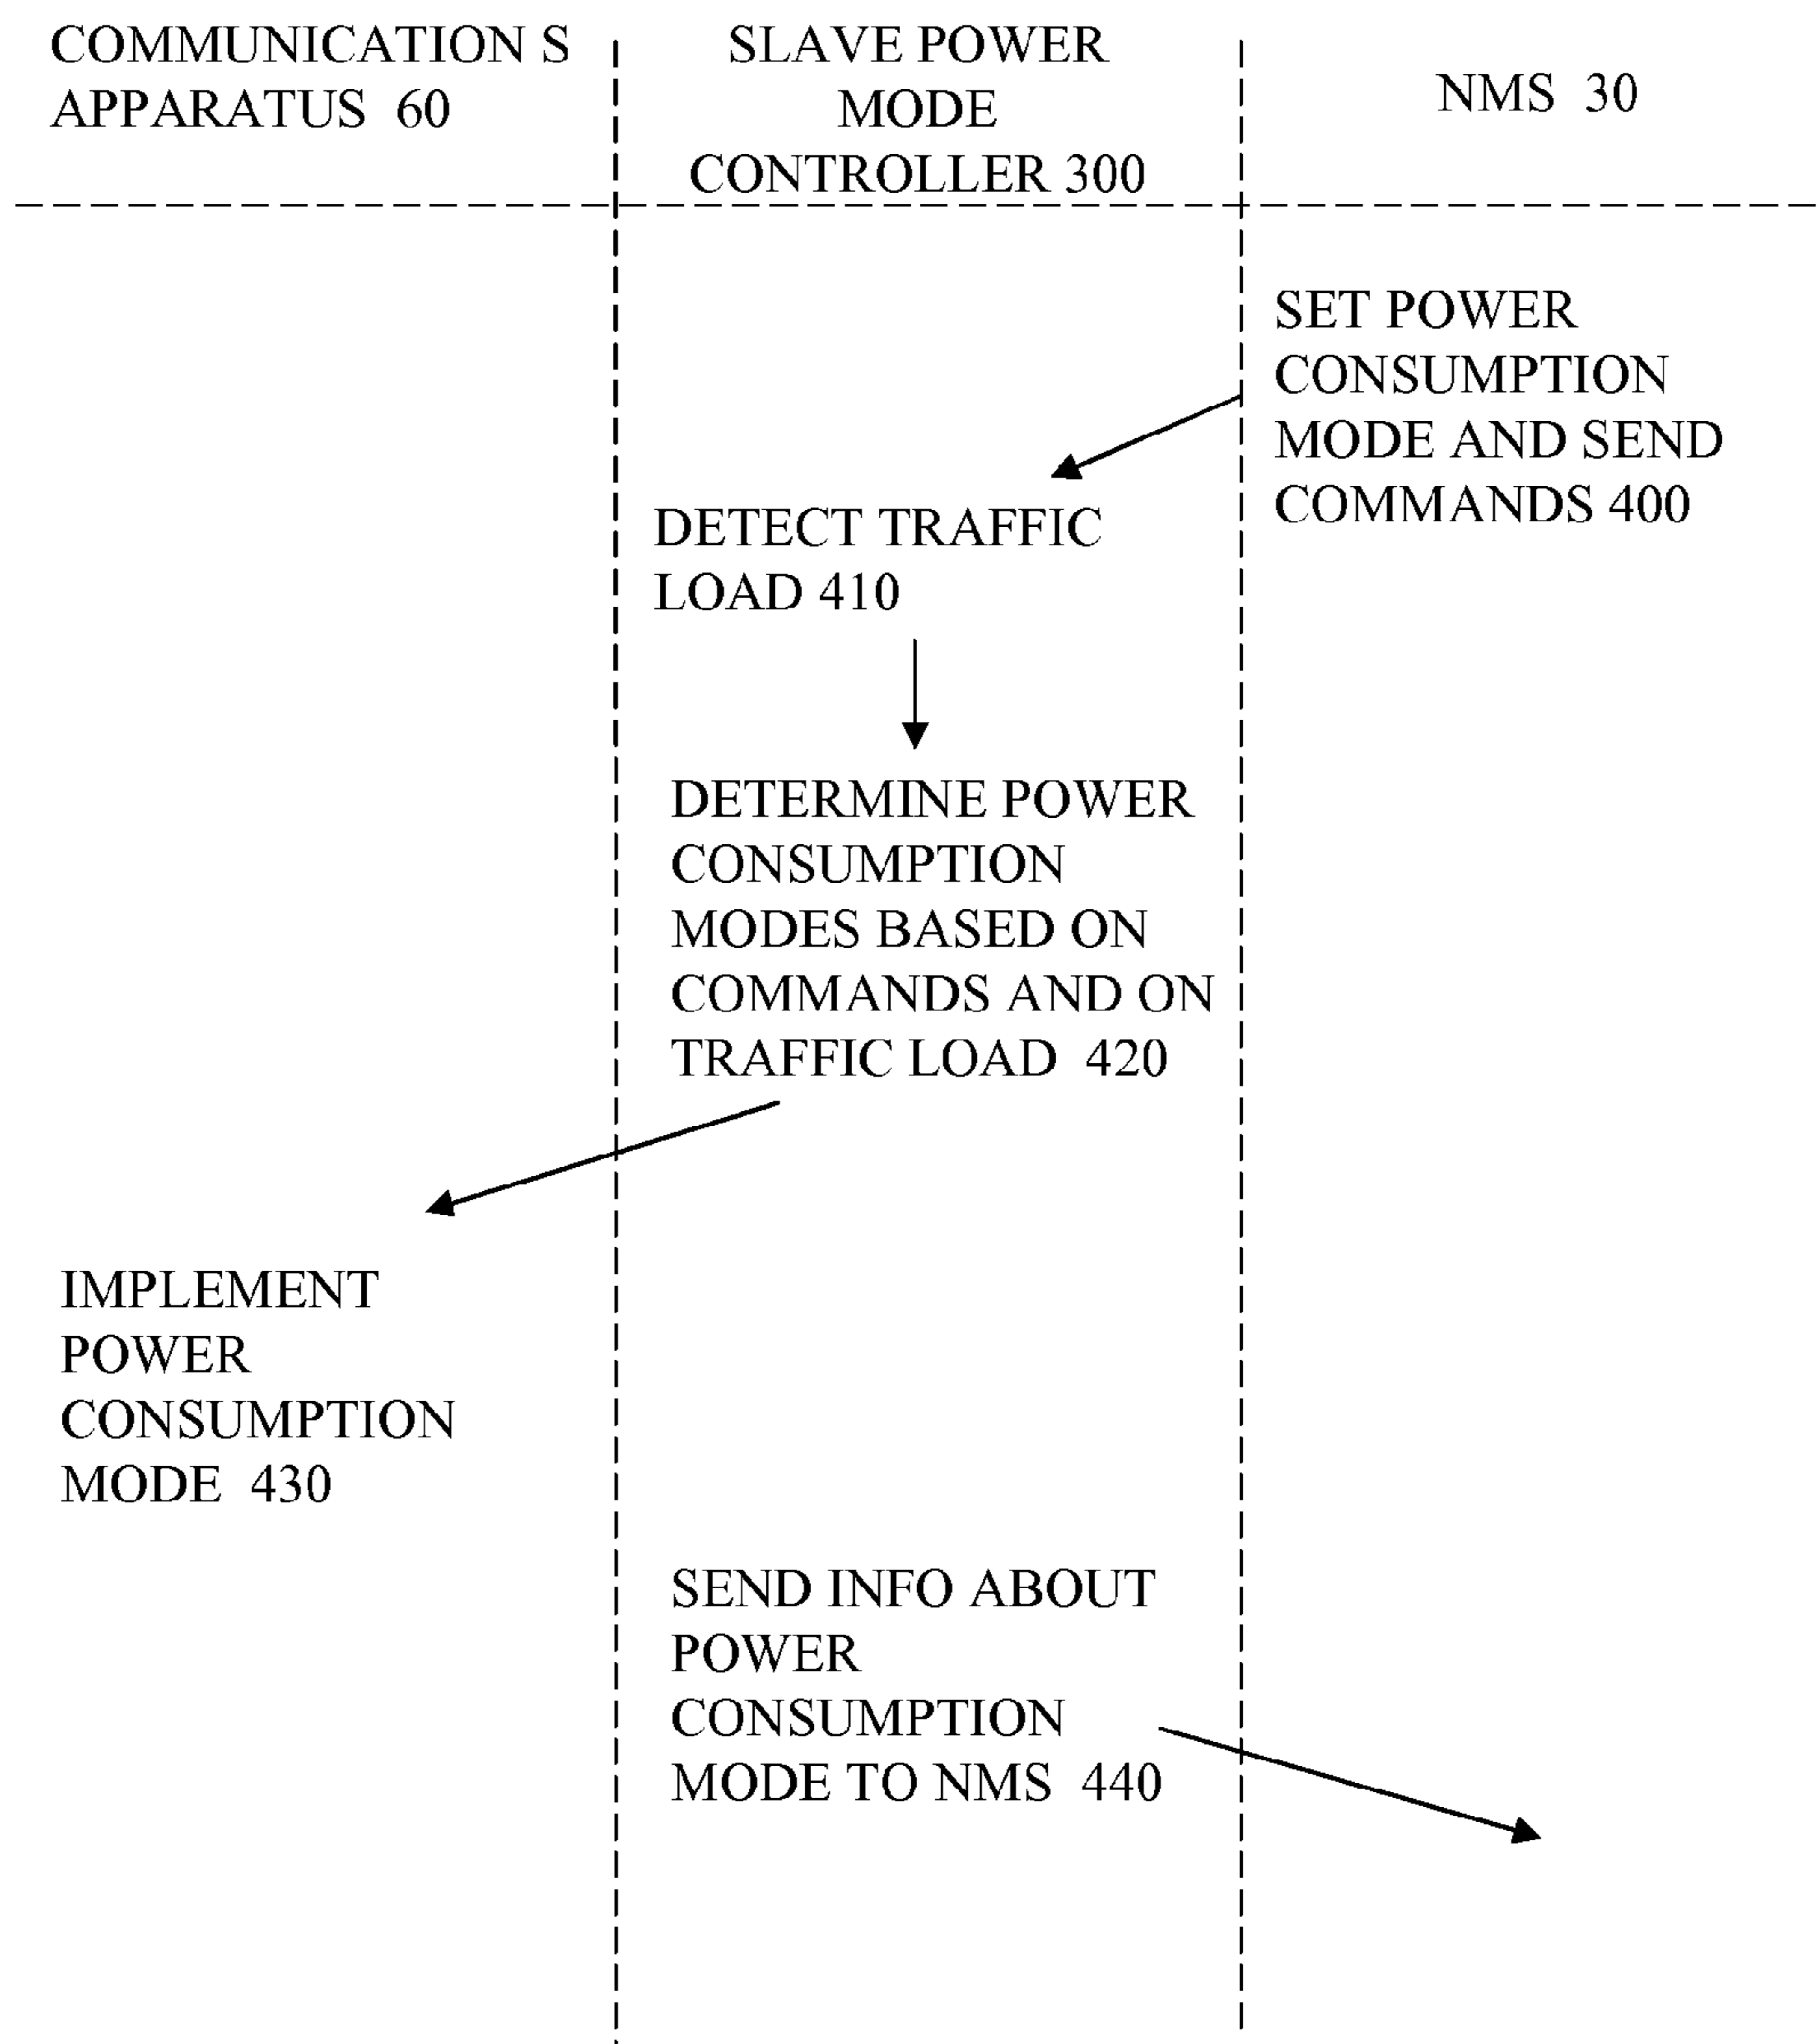 COMMUNICATION S
APPARATUS 60
SLAVE POWER
MODE
CONTROLLER 300
NMS 30
SET POWER
CONSUMPTION
MODE AND SEND
COMMANDS 400
DETECT TRAFFIC
LOAD 410
DETERMINE POWER
CONSUMPTION
MODES BASED ON
COMMANDS AND ON
TRAFFIC LOAD 420
IMPLEMENT
POWER
CONSUMPTION
MODE 430
SEND INFO ABOUT
POWER
CONSUMPTION
MODE TO NMS 440